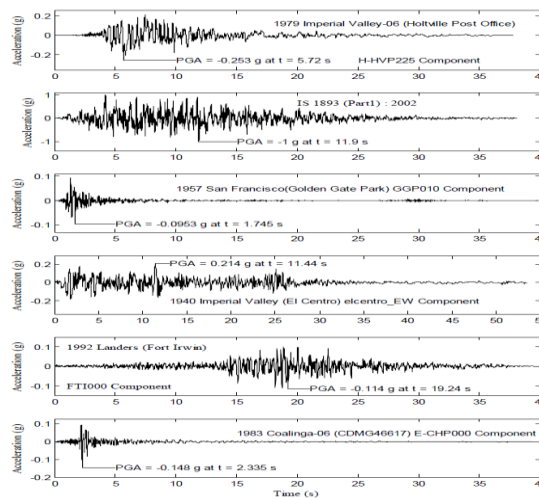 Acceleration (g)
0.2
0
-0.2
1979 Imperial Valley-06 (Holtville Post Office)
PGA = -0.253 g at t = 5.72 s
H-HVP225 Component
0 5 10 15 20 25 30 35 40
Acceleration (g)
1
0
-1
IS 1893 (Part1) : 2002
PGA = -1 g at t = 11.9 s
0 5 10 15 20 25 30 35 40
Acceleration (g)
0.1
0
-0.1
1957 San Francisco(Golden Gate Park) GGP010 Component
PGA = -0.0953 g at t = 1.745 s
0 5 10 15 20 25 30 35 40
Acceleration (g)
0.2
0
-0.2
PGA = 0.214 g at t = 11.44 s
1940 Imperial Valley (El Centro) elcentro_EW Component
0 5 10 15 20 25 30 35 40 45 50
Acceleration (g)
0.1
0
-0.1
1992 Landers (Fort Irwin)
FTI000 Component
PGA = -0.114 g at t = 19.24 s
0 5 10 15 20 25 30 35
Acceleration (g)
0.2
0.1
0
-0.1
-0.2
1983 Coalinga-06 (CDMG46617) E-CHP000 Component
PGA = -0.148 g at t = 2.335 s
0 5 10 15 20 25 30 35
Time (s)